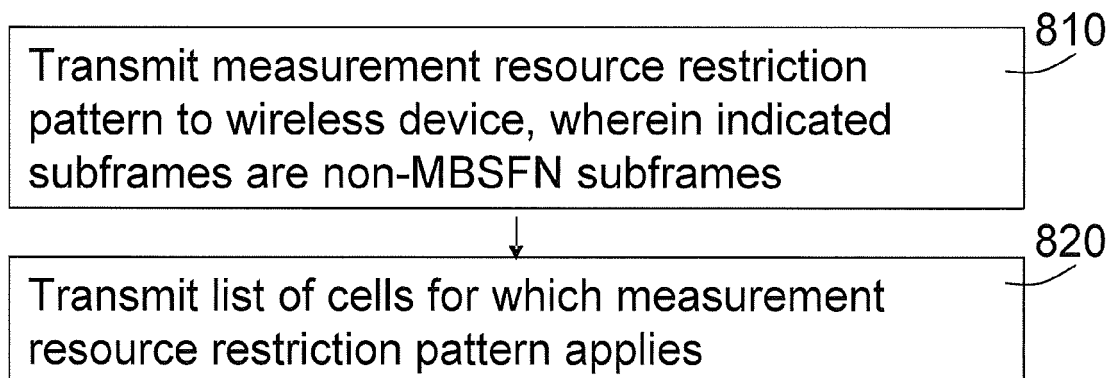 810
Transmit measurement resource restriction
pattern to wireless device, wherein indicated
subframes are non-MBSFN subframes
820
Transmit list of cells for which measurement
resource restriction pattern applies